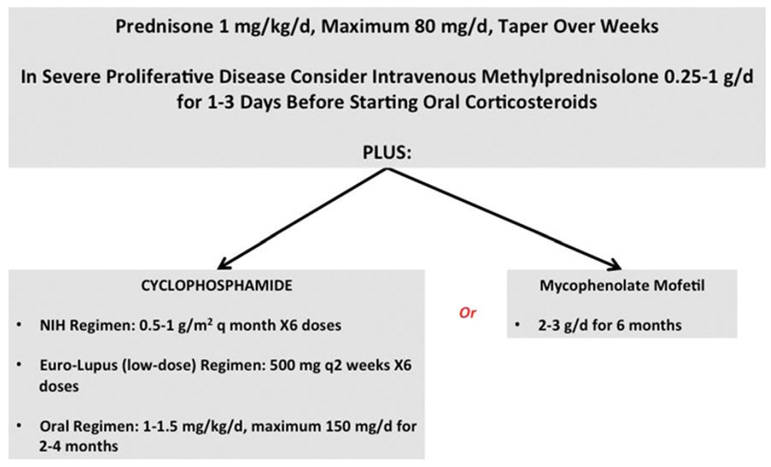 Prednisone 1 mg/kg/d, Maximum 80 mg/d, Taper Over Weeks
In Severe Proliferative Disease Consider Intravenous Methylprednisolone 0.25-1 g/d
for 1-3 Days Before Starting Oral Corticosteroids
PLUS:
CYCLOPHOSPHAMIDE
• NIH Regimen: 0.5-1 g/m² q month X6 doses
• Euro-Lupus (low-dose) Regimen: 500 mg q2 weeks X6
doses
• Oral Regimen: 1-1.5 mg/kg/d, maximum 150 mg/d for
2-4 months
Or
Mycophenolate Mofetil
• 2-3 g/d for 6 months